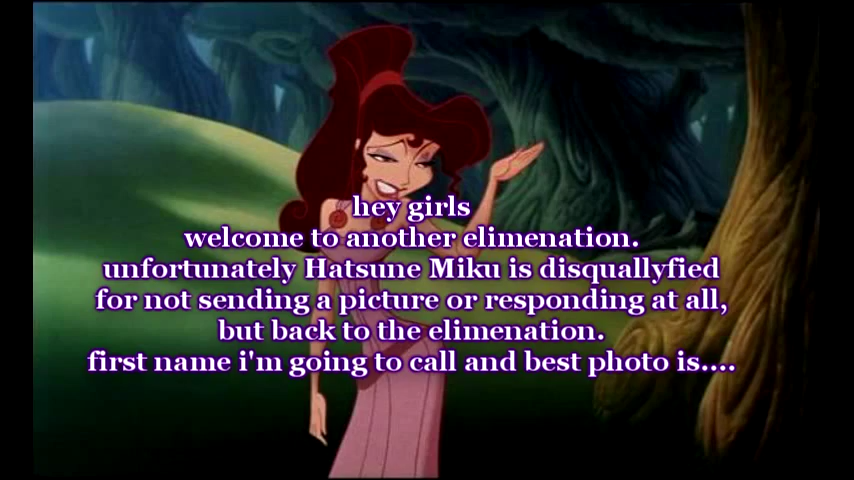 hey girls
welcome to another elimenation.
unfortunately Hatsune Miku is disquallyfied
for not sending a picture or responding at all,
but back to the elimenation.
first name i'm going to call and best photo is....